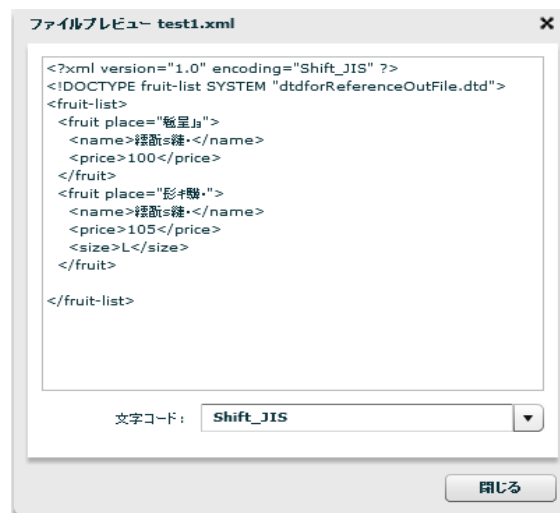 ファイルプレビュー test1.xml
<?xml version="1.0" encoding="Shift_JIS" ?>
<!DOCTYPE fruit-list SYSTEM "dtdforReferenceOutFile.dtd">
<fruit-list>
<fruit place="
<name>
</name>
<price>100</price>
</fruit>
<fruit place="
<name>
</name>
<price>105</price>
<size>L</size>
</fruit>
</fruit-list>
文字コード: Shift_JIS
閉じる